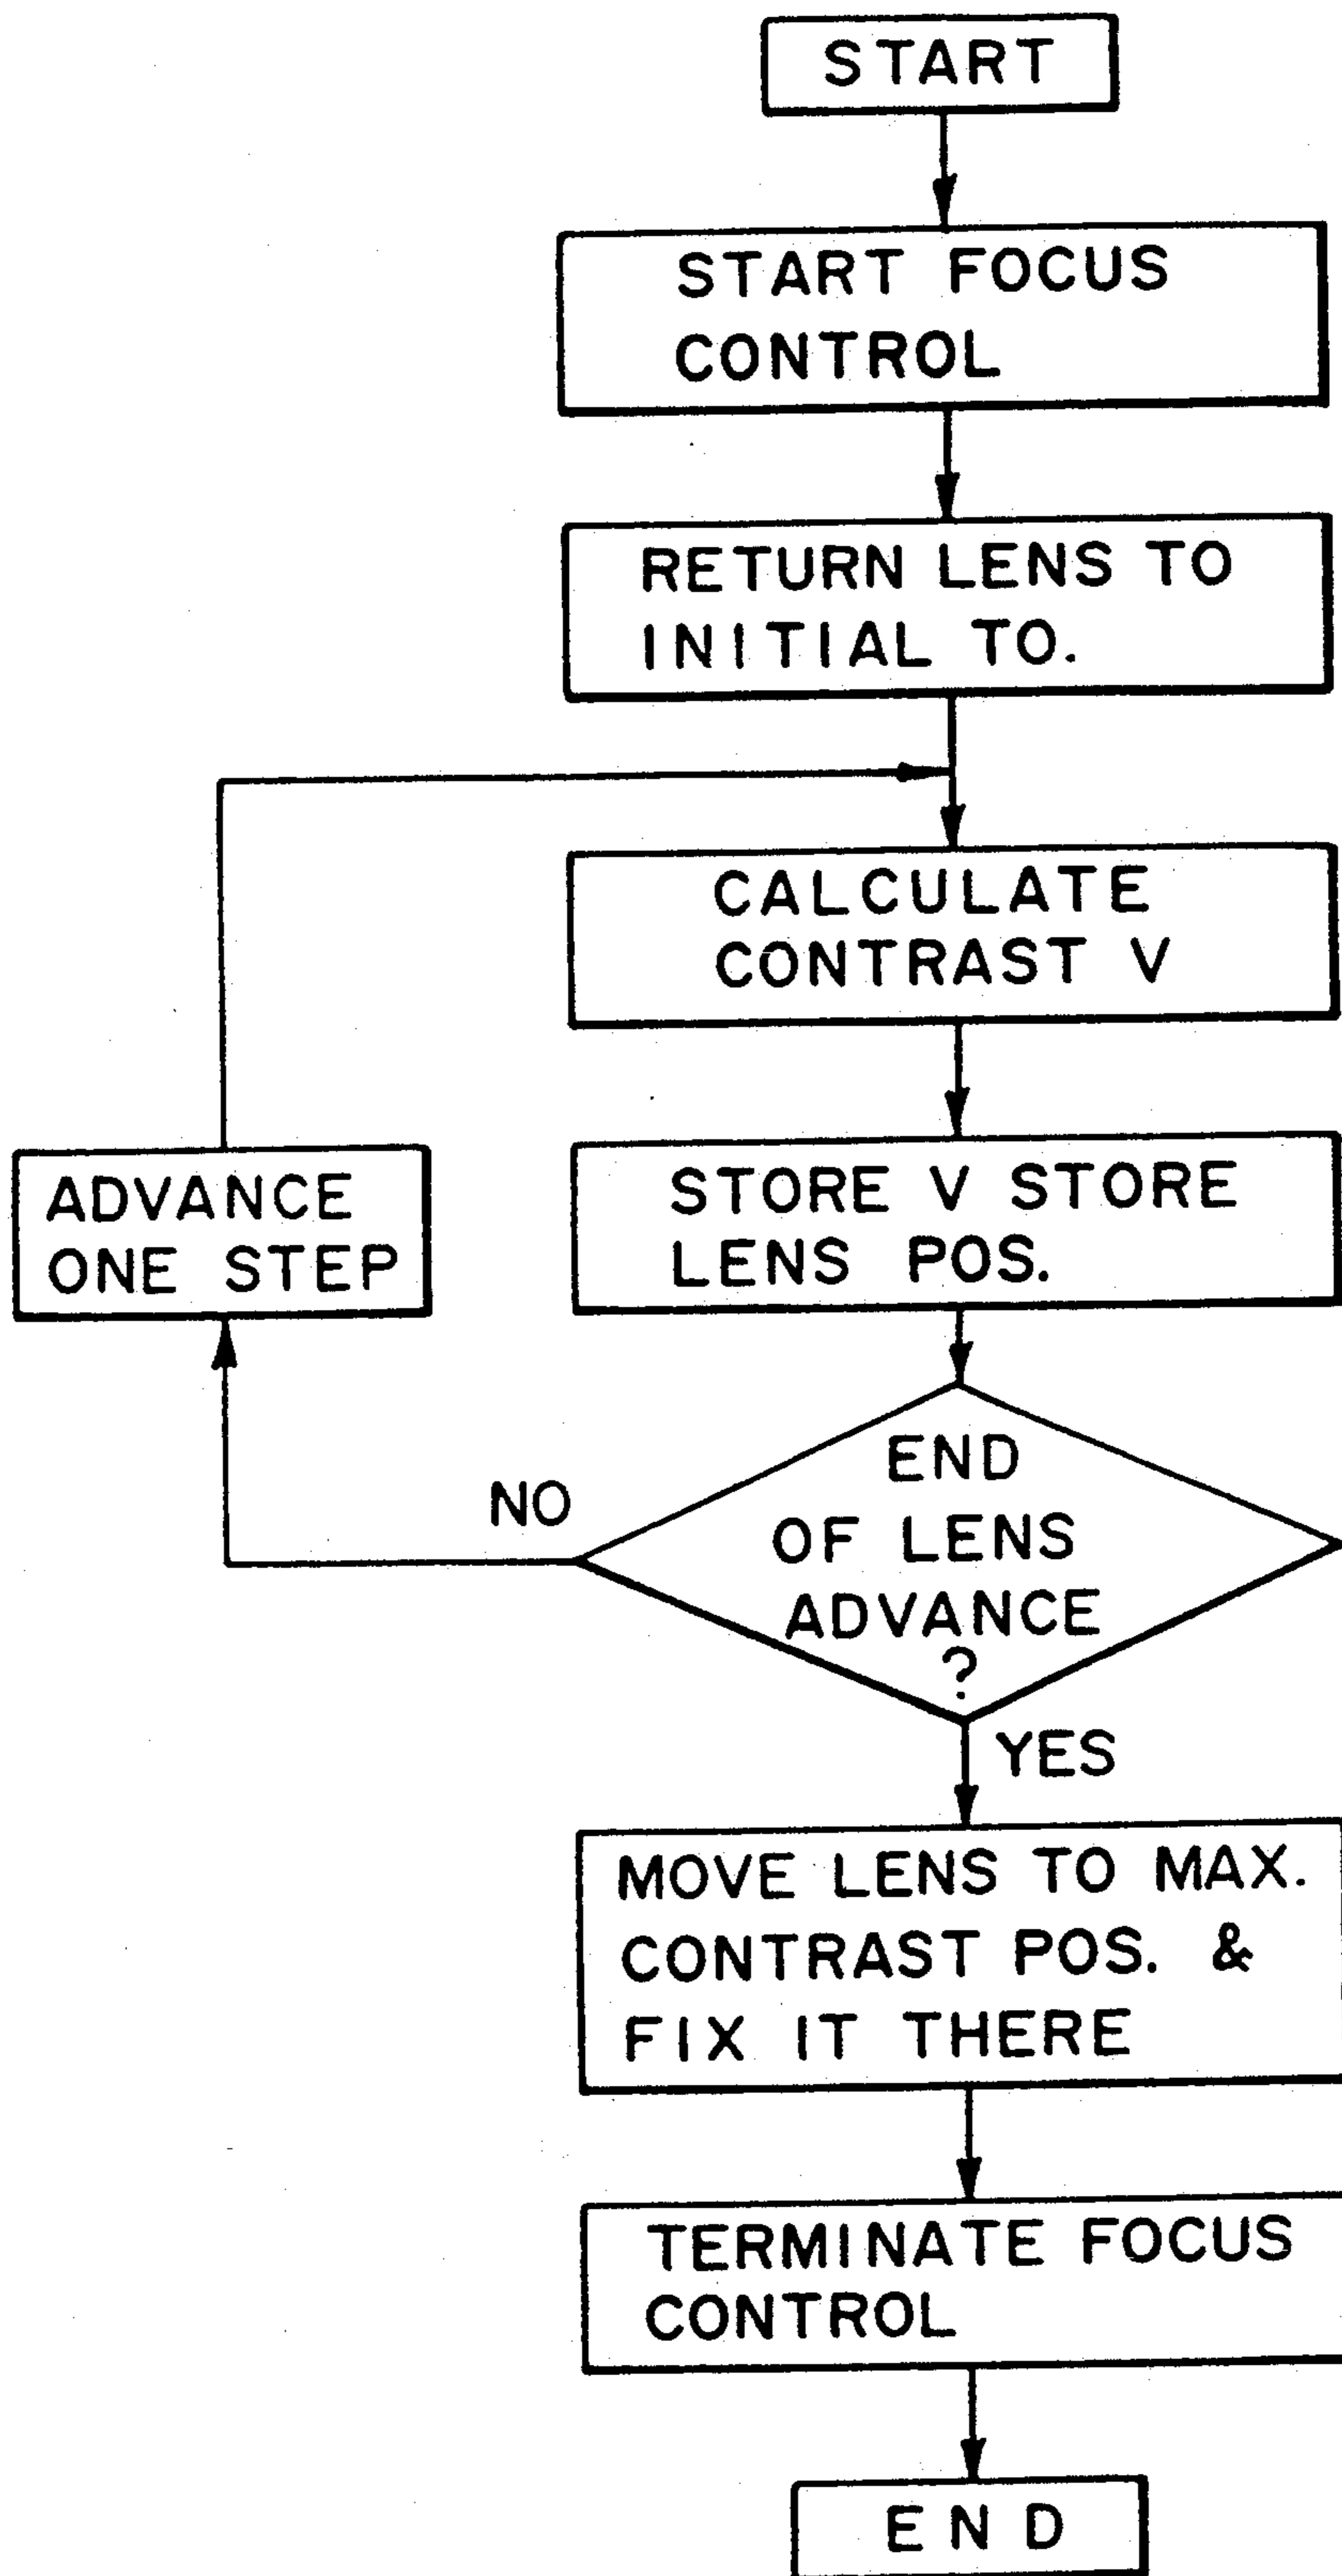 START
START FOCUS
CONTROL
RETURN LENS TO
INITIAL TO.
CALCULATE
CONTRAST V
STORE V STORE
LENS POS.
ADVANCE
ONE STEP
END
OF LENS
ADVANCE
?
NO
YES
MOVE LENS TO MAX.
CONTRAST POS. &
FIX IT THERE
TERMINATE FOCUS
CONTROL
END